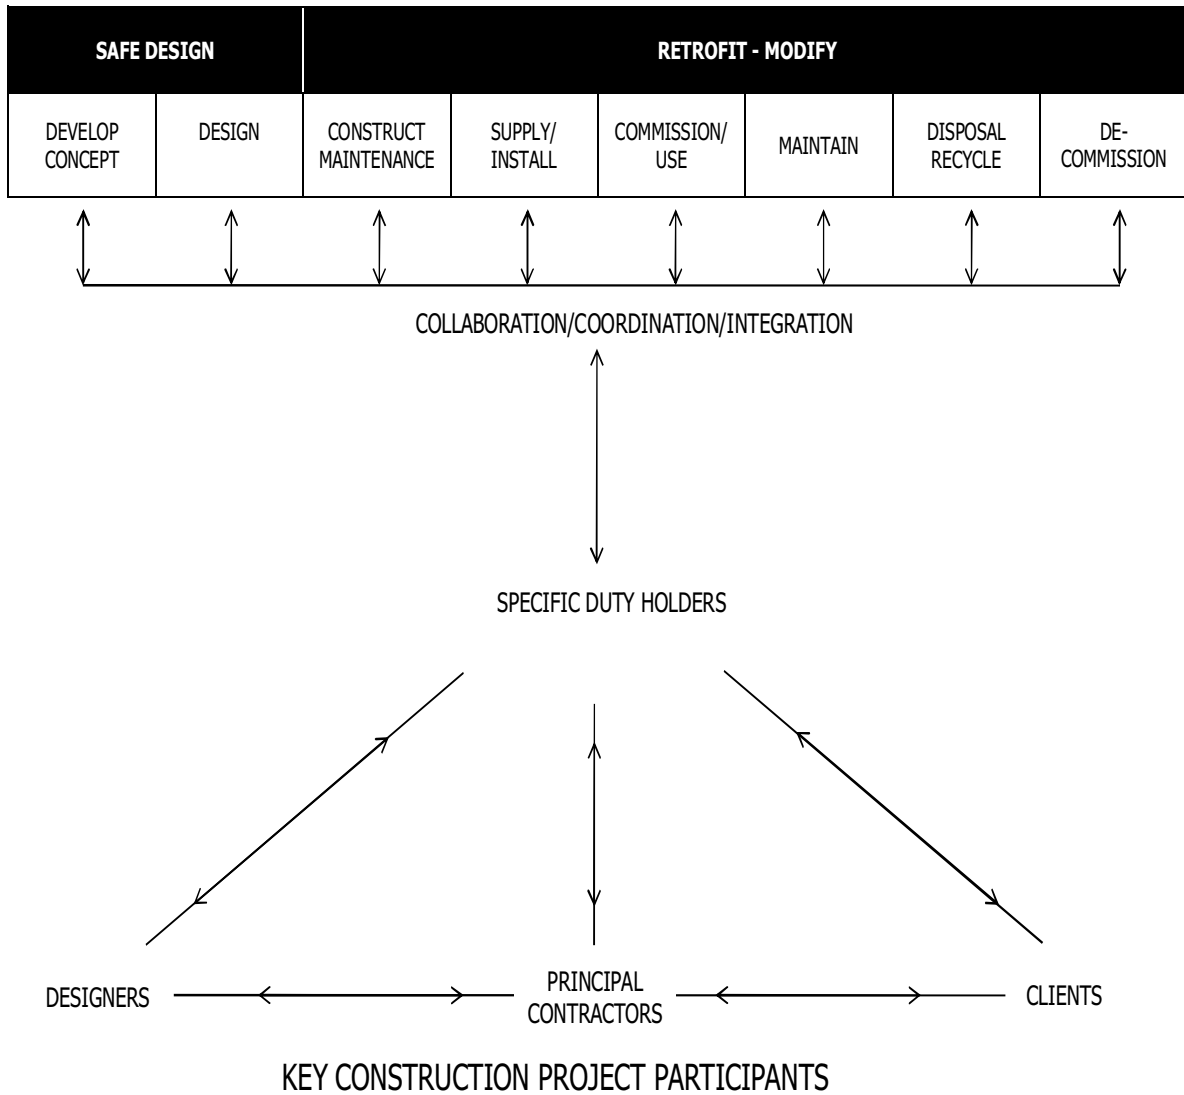 SAFE DESIGN
RETROFIT - MODIFY
DEVELOP
CONCEPT
DESIGN
CONSTRUCT
MAINTENANCE
SUPPLY/
INSTALL
COMMISSION/
USE
MAINTAIN
DISPOSAL
RECYCLE
DE-
COMMISSION
COLLABORATION/COORDINATION/INTEGRATION
SPECIFIC DUTY HOLDERS
DESIGNERS
PRINCIPAL
CONTRACTORS
CLIENTS
KEY CONSTRUCTION PROJECT PARTICIPANTS